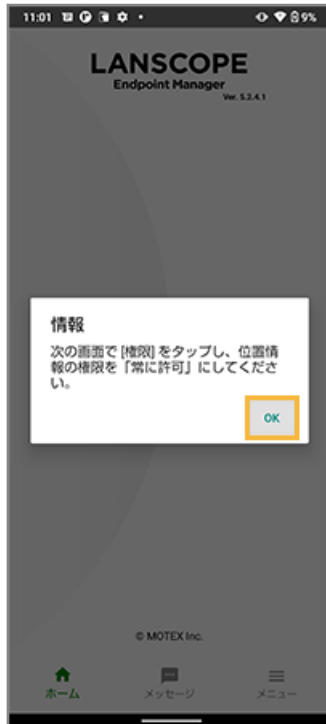 11:01 9%
LANSCOPE
Endpoint Manager
Ver. 5.2.4.1
情報
次の画面で [権限] をタップし、位置情
報の権限を「常に許可」にしてくださ
い。
OK
© MOTEX Inc.
ホーム メッセージ メニュー